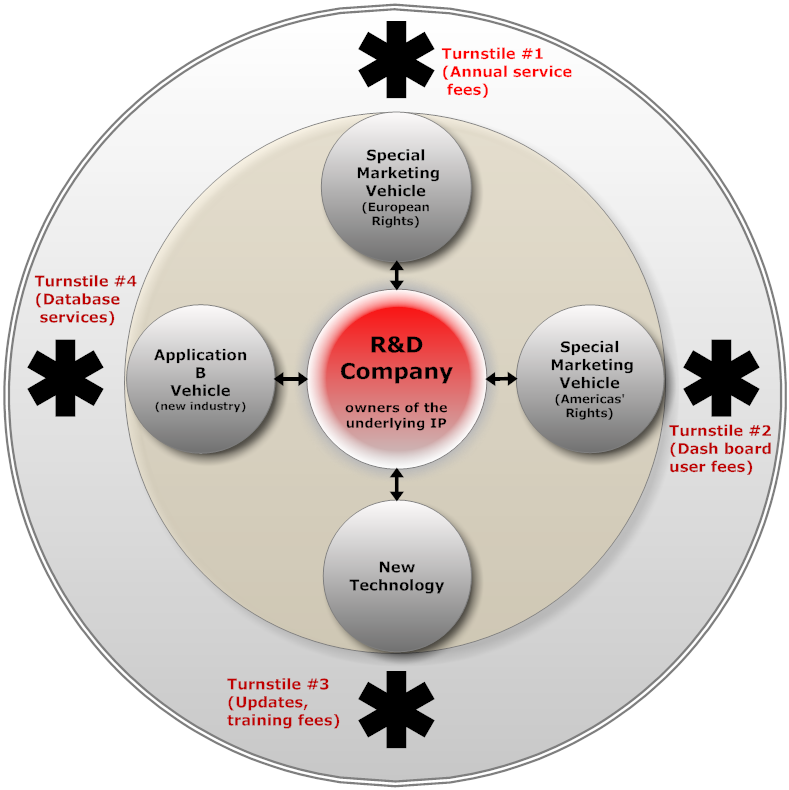 Turnstile #1
(Annual service
fees)
Special
Marketing
Vehicle
(European
Rights)
Turnstile #4
(Database
services)
Application
B
Vehicle
(new industry)
R&D
Company
owners of the
underlying IP
Special
Marketing
Vehicle
(Americas'
Rights)
Turnstile #2
(Dash board
user fees)
New
Technology
Turnstile #3
(Updates,
training fees)